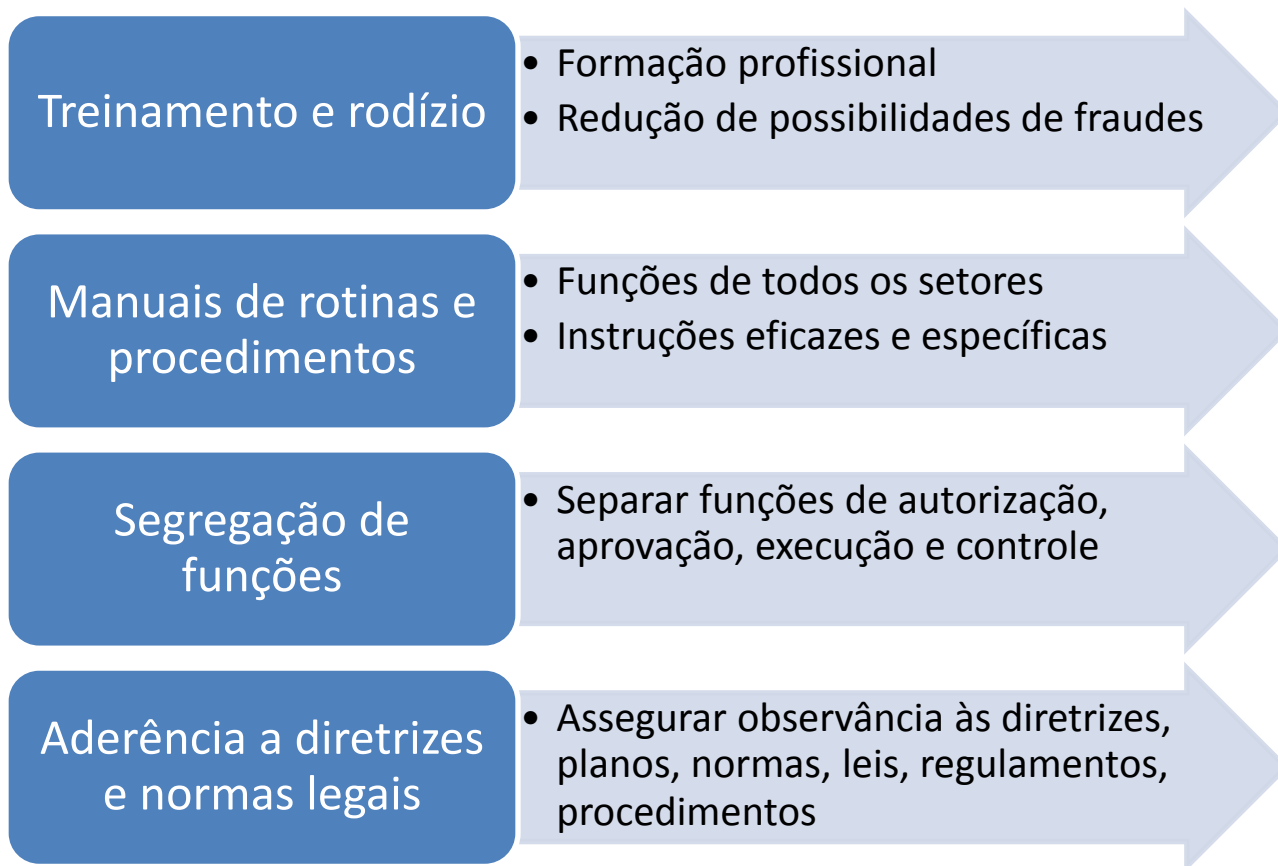 Treinamento e rodízio
• Formação profissional
• Redução de possibilidades de fraudes
Manuais de rotinas e
procedimentos
• Funções de todos os setores
• Instruções eficazes e específicas
Segregação de
funções
• Separar funções de autorização,
aprovação, execução e controle
Aderência a diretrizes
e normas legais
• Assegurar observância às diretrizes,
planos, normas, leis, regulamentos,
procedimentos